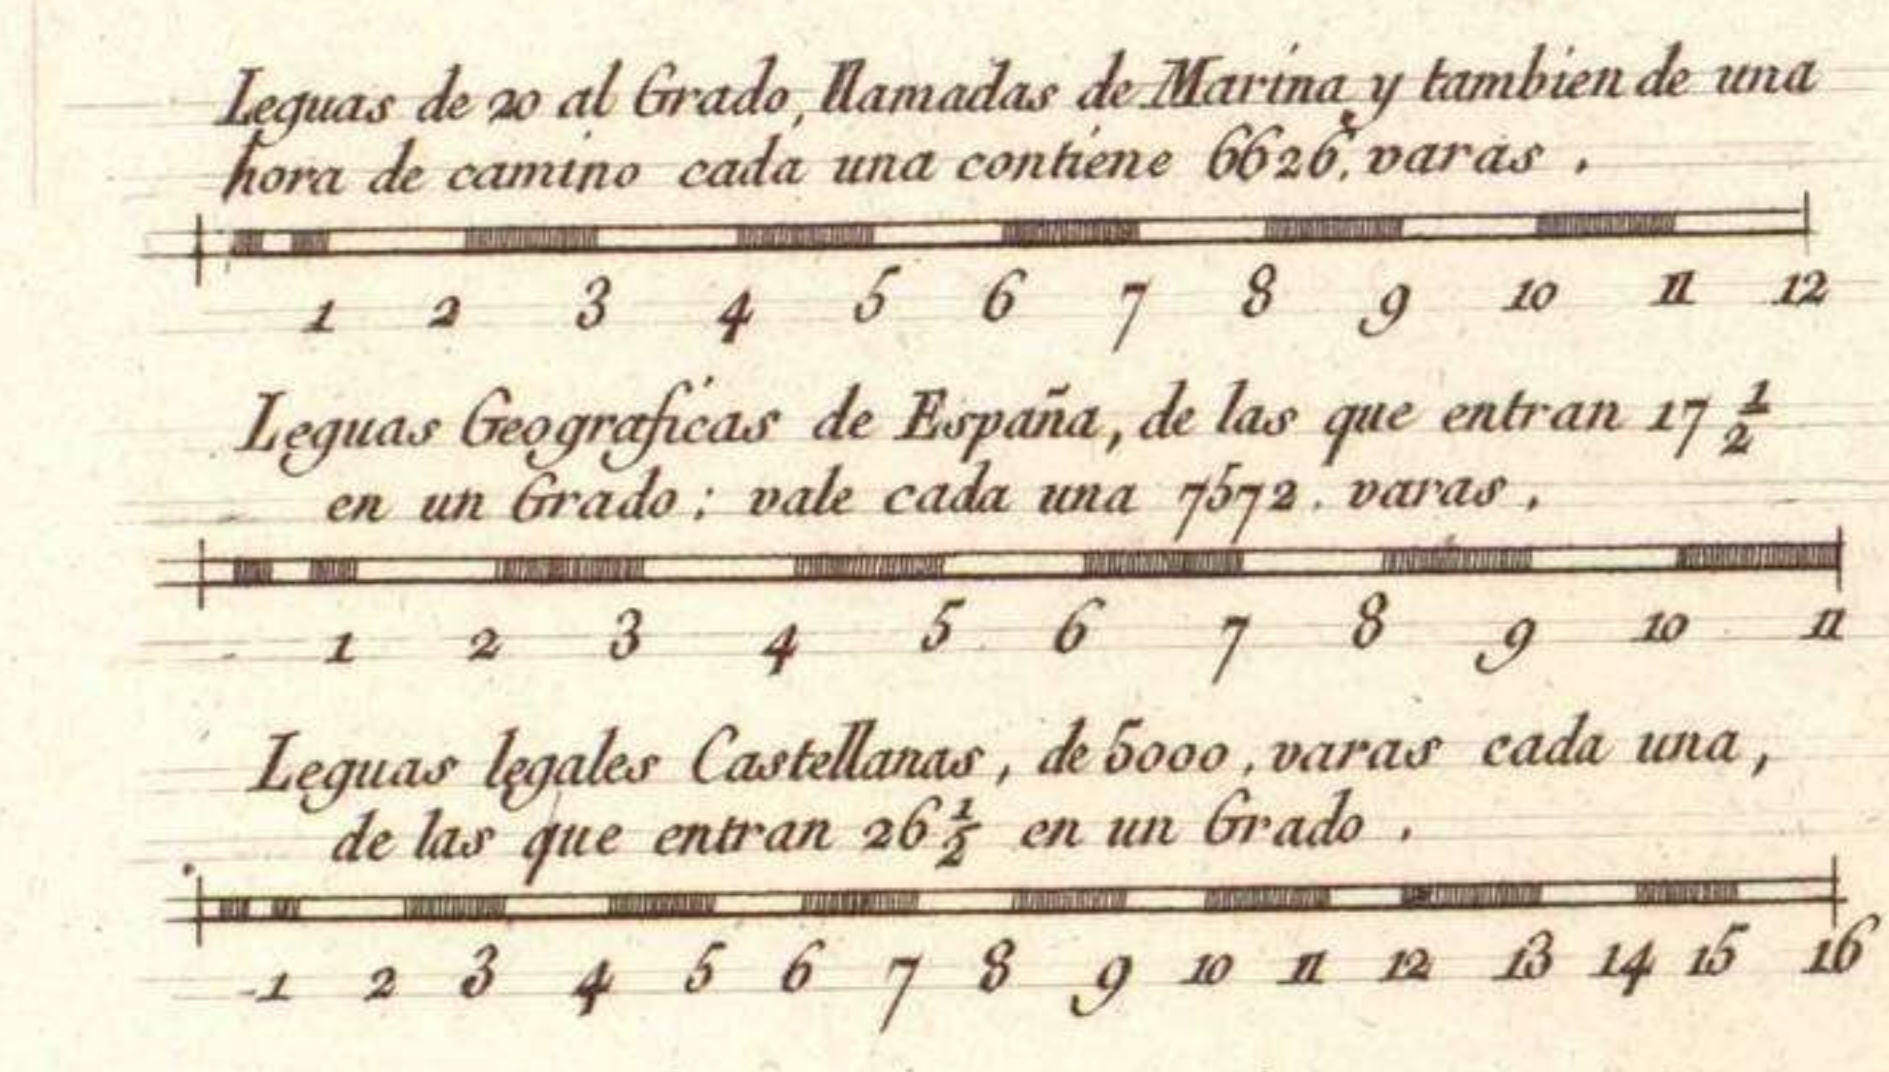 Leguas de 20 al Grado, llamadas de Marina, y tambien de una
hora de camino cada una contiene 6626. varas.
1 2 3 4 5 6 7 8 9 10 11 12
Leguas Geograficas de España, de las que entran 17 1/2
en un Grado: vale cada una 7572. varas.
1 2 3 4 5 6 7 8 9 10 11
Leguas legales Castellanas, de 5000, varas cada una,
de las que entran 26 1/2 en un Grado.
1 2 3 4 5 6 7 8 9 10 11 12 13 14 15 16